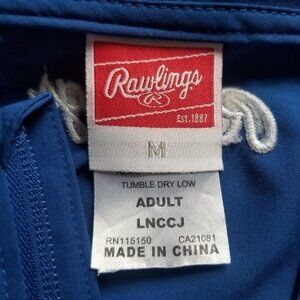 Rawlings
R
EST. 1887
M
TUMBLE DRY LOW
ADULT
LNCCJ
RN115150 CA21081
MADE IN CHINA